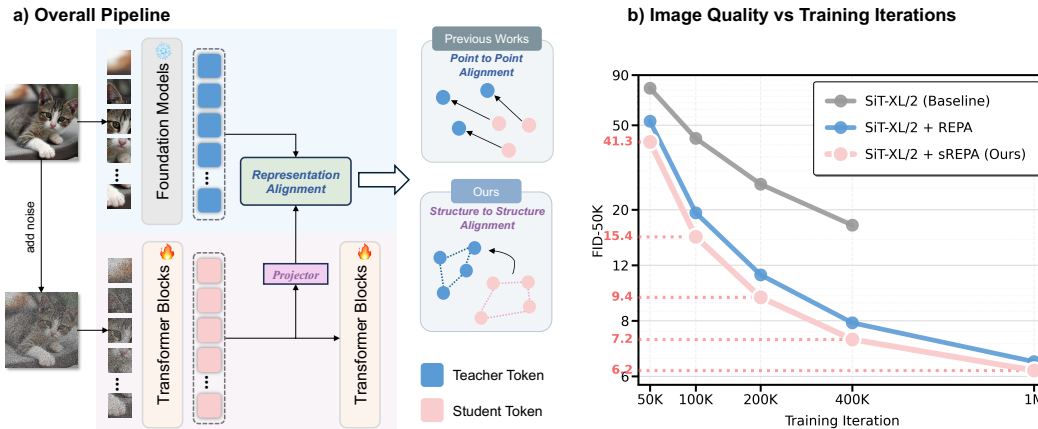 a) Overall Pipeline
add noise
Foundation Models
Transformer Blocks
Representation
Alignment
Projector
Transformer Blocks
Previous Works
Point to Point
Alignment
Ours
Structure to Structure
Alignment
Teacher Token
Student Token
b) Image Quality vs Training Iterations
FID-50K
90
50
41.3
20
15.4
12
9.4
8
7.2
6.2
6
SiT-XL/2 (Baseline)
SiT-XL/2 + REPA
SiT-XL/2 + sREPA (Ours)
50K 100K 200K 400K 1M
Training Iteration